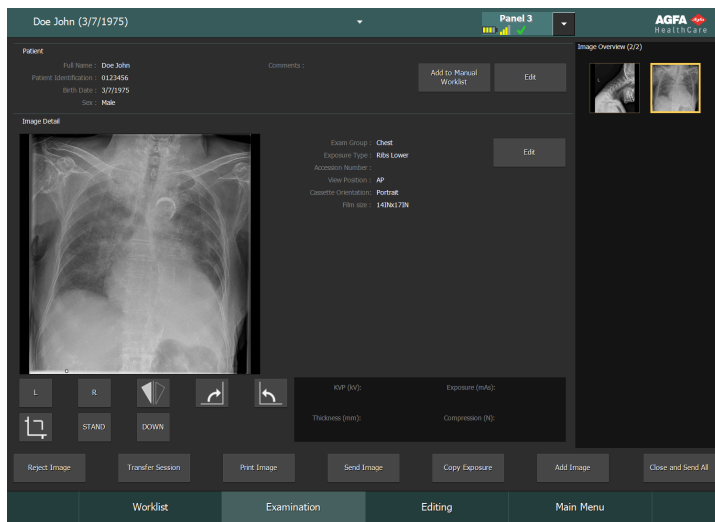 Doe John (3/7/1975)
Panel 3
AGFA
HealthCare
Patient
Full Name : Doe John
Patient Identification : 0123456
Birth Date : 3/7/1975
Sex : Male
Comments :
Add to Manual
Worklist
Edit
Image Overview (2/2)
L
Image Detail
Exam Group : Chest
Exposure Type : Ribs Lower
Accession Number :
View Position : AP
Cassette Orientation: Portrait
Film size : 14INx17IN
Edit
L
R
STAND
DOWN
KVP (kV):
Exposure (mAs):
Thickness (mm):
Compression (N):
Reject Image
Transfer Session
Print Image
Send Image
Copy Exposure
Add Image
Close and Send All
Worklist
Examination
Editing
Main Menu